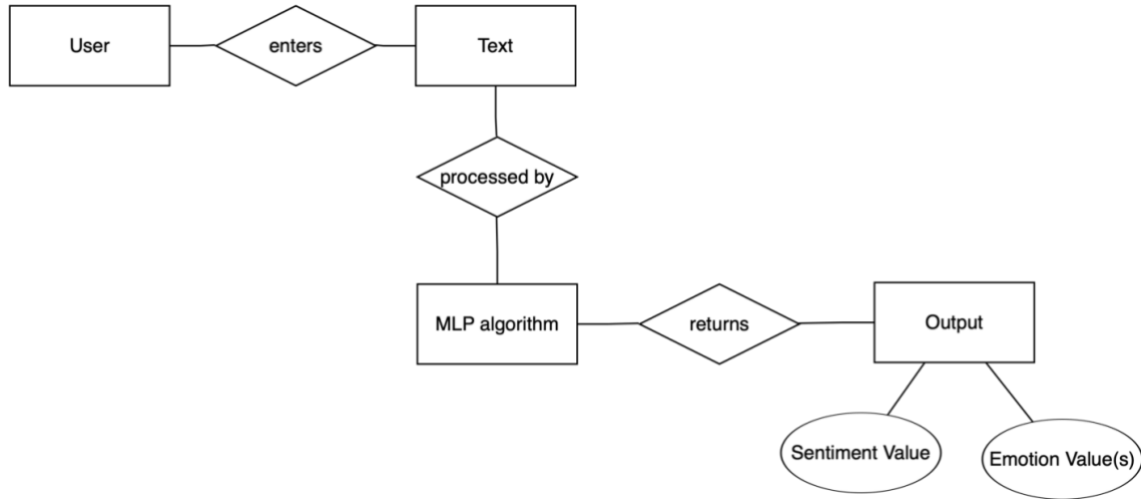 User
enters
Text
processed by
MLP algorithm
returns
Output
Sentiment Value
Emotion Value(s)